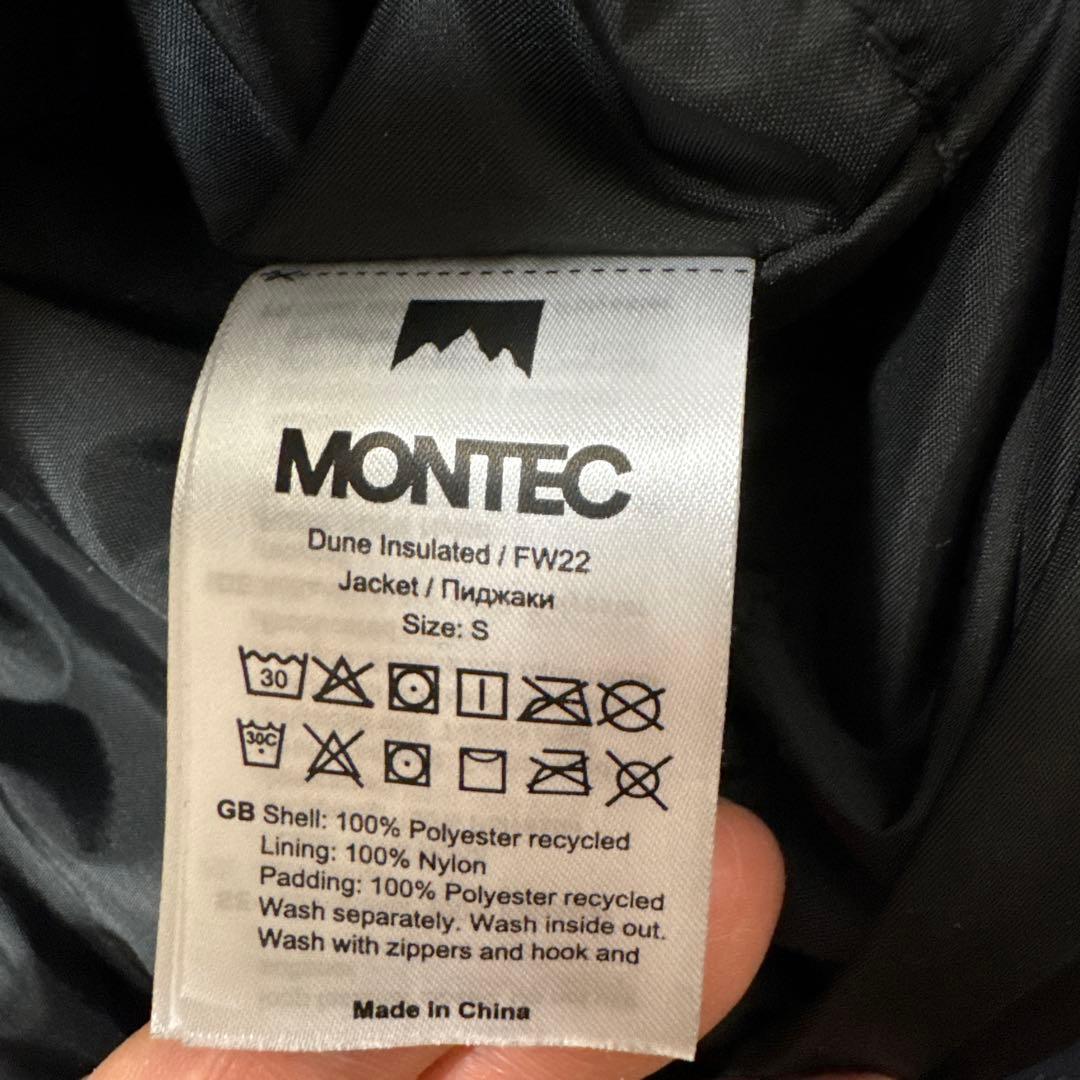 MONTEC
Dune Insulated / FW22
Jacket / Пиджаки
Size: S
30
30C
GB Shell: 100% Polyester recycled
Lining: 100% Nylon
Padding: 100% Polyester recycled
Wash separately. Wash inside out.
Wash with zippers and hook and
Made in China